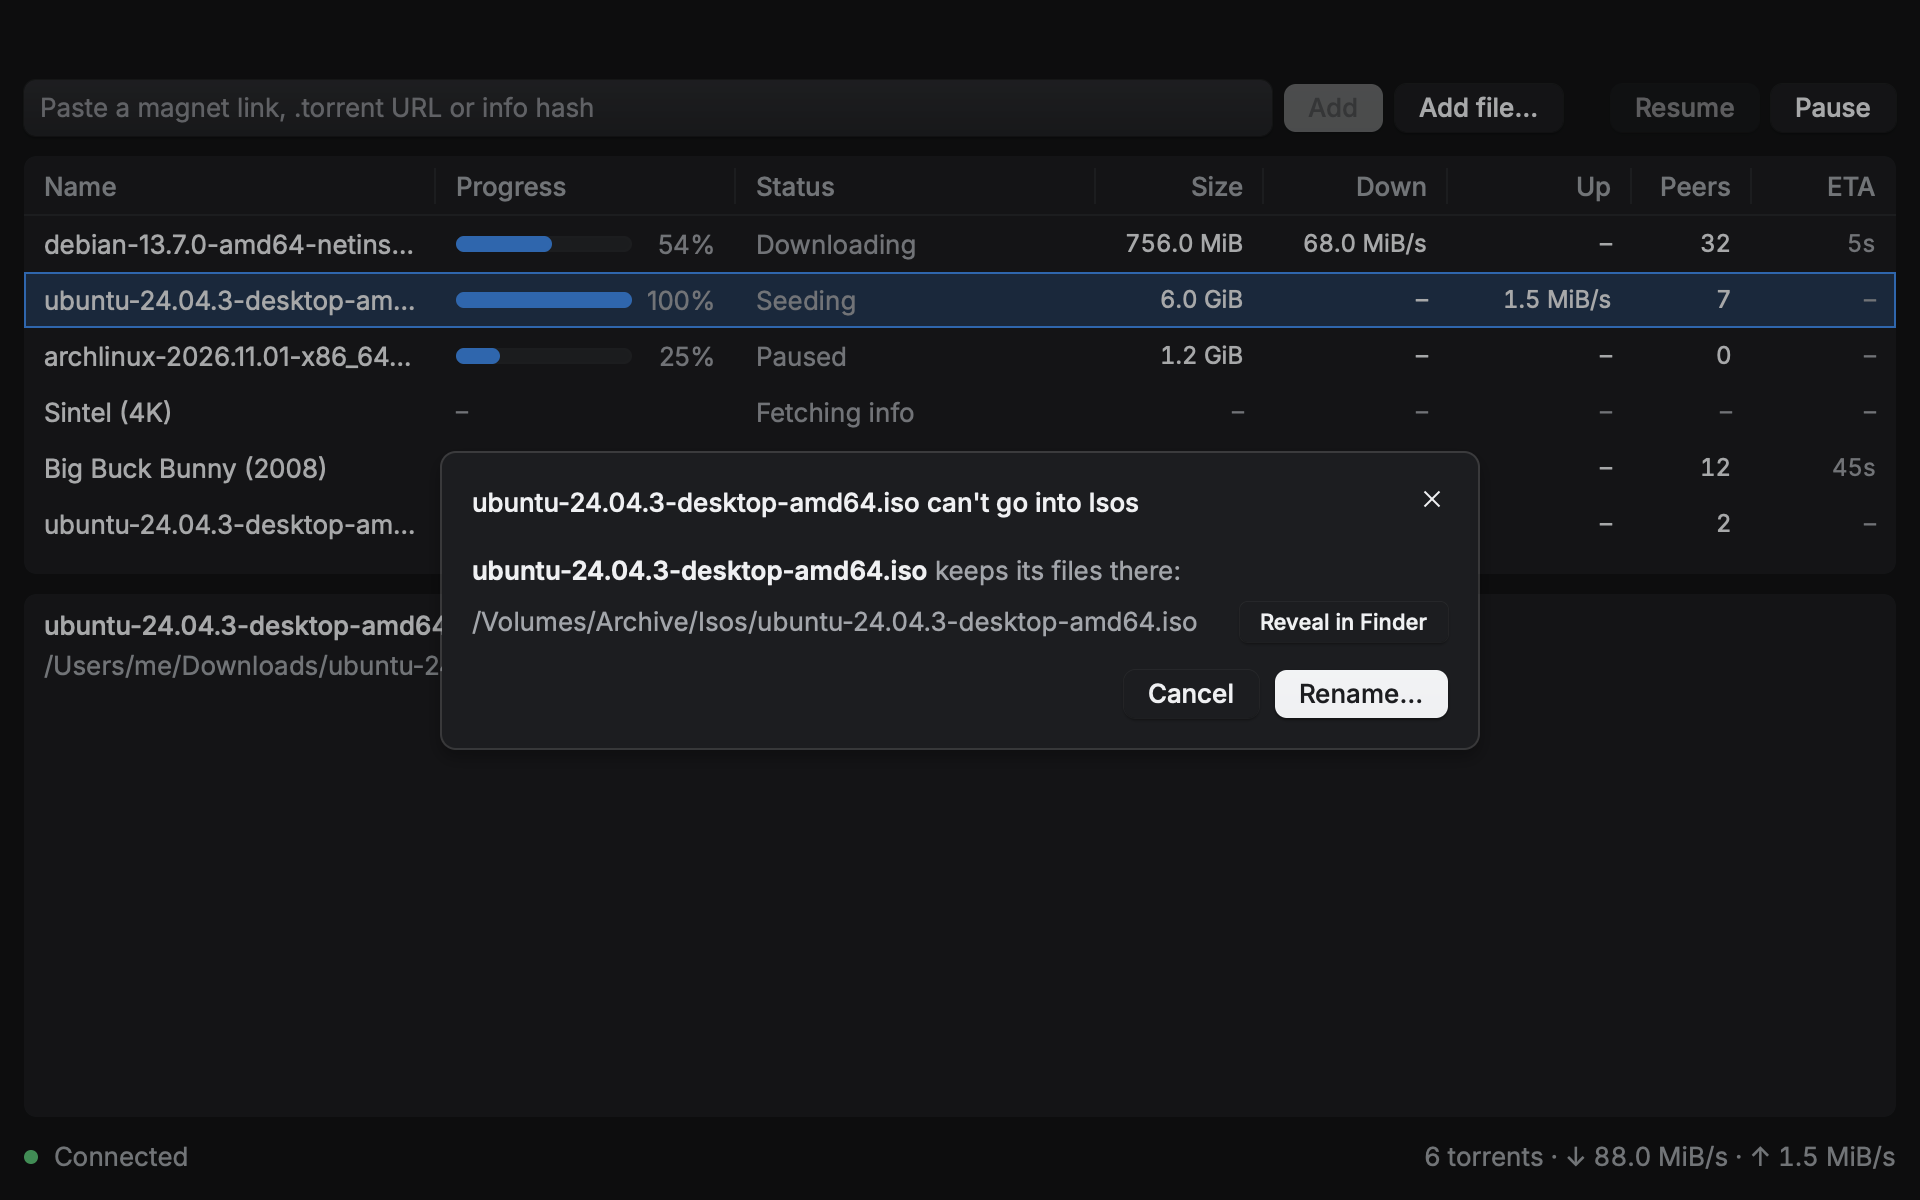 Paste a magnet link, .torrent URL or info hash Add Add file... Resume Pause
Name Progress Status Size Down Up Peers ETA
debian-13.7.0-amd64-netins... 54% Downloading 756.0 MiB 68.0 MiB/s – 32 5s
ubuntu-24.04.3-desktop-am... 100% Seeding 6.0 GiB – 1.5 MiB/s 7 –
archlinux-2026.11.01-x86_64... 25% Paused 1.2 GiB – – 0 –
Sintel (4K) – Fetching info – – – – –
Big Buck Bunny (2008) – 12 45s
ubuntu-24.04.3-desktop-am... – 2 –
ubuntu-24.04.3-desktop-amd64.iso can't go into Isos
ubuntu-24.04.3-desktop-amd64.iso keeps its files there:
/Volumes/Archive/Isos/ubuntu-24.04.3-desktop-amd64.iso Reveal in Finder
Cancel Rename...
ubuntu-24.04.3-desktop-amd64
/Users/me/Downloads/ubuntu-2
Connected 6 torrents · ↓ 88.0 MiB/s · ↑ 1.5 MiB/s